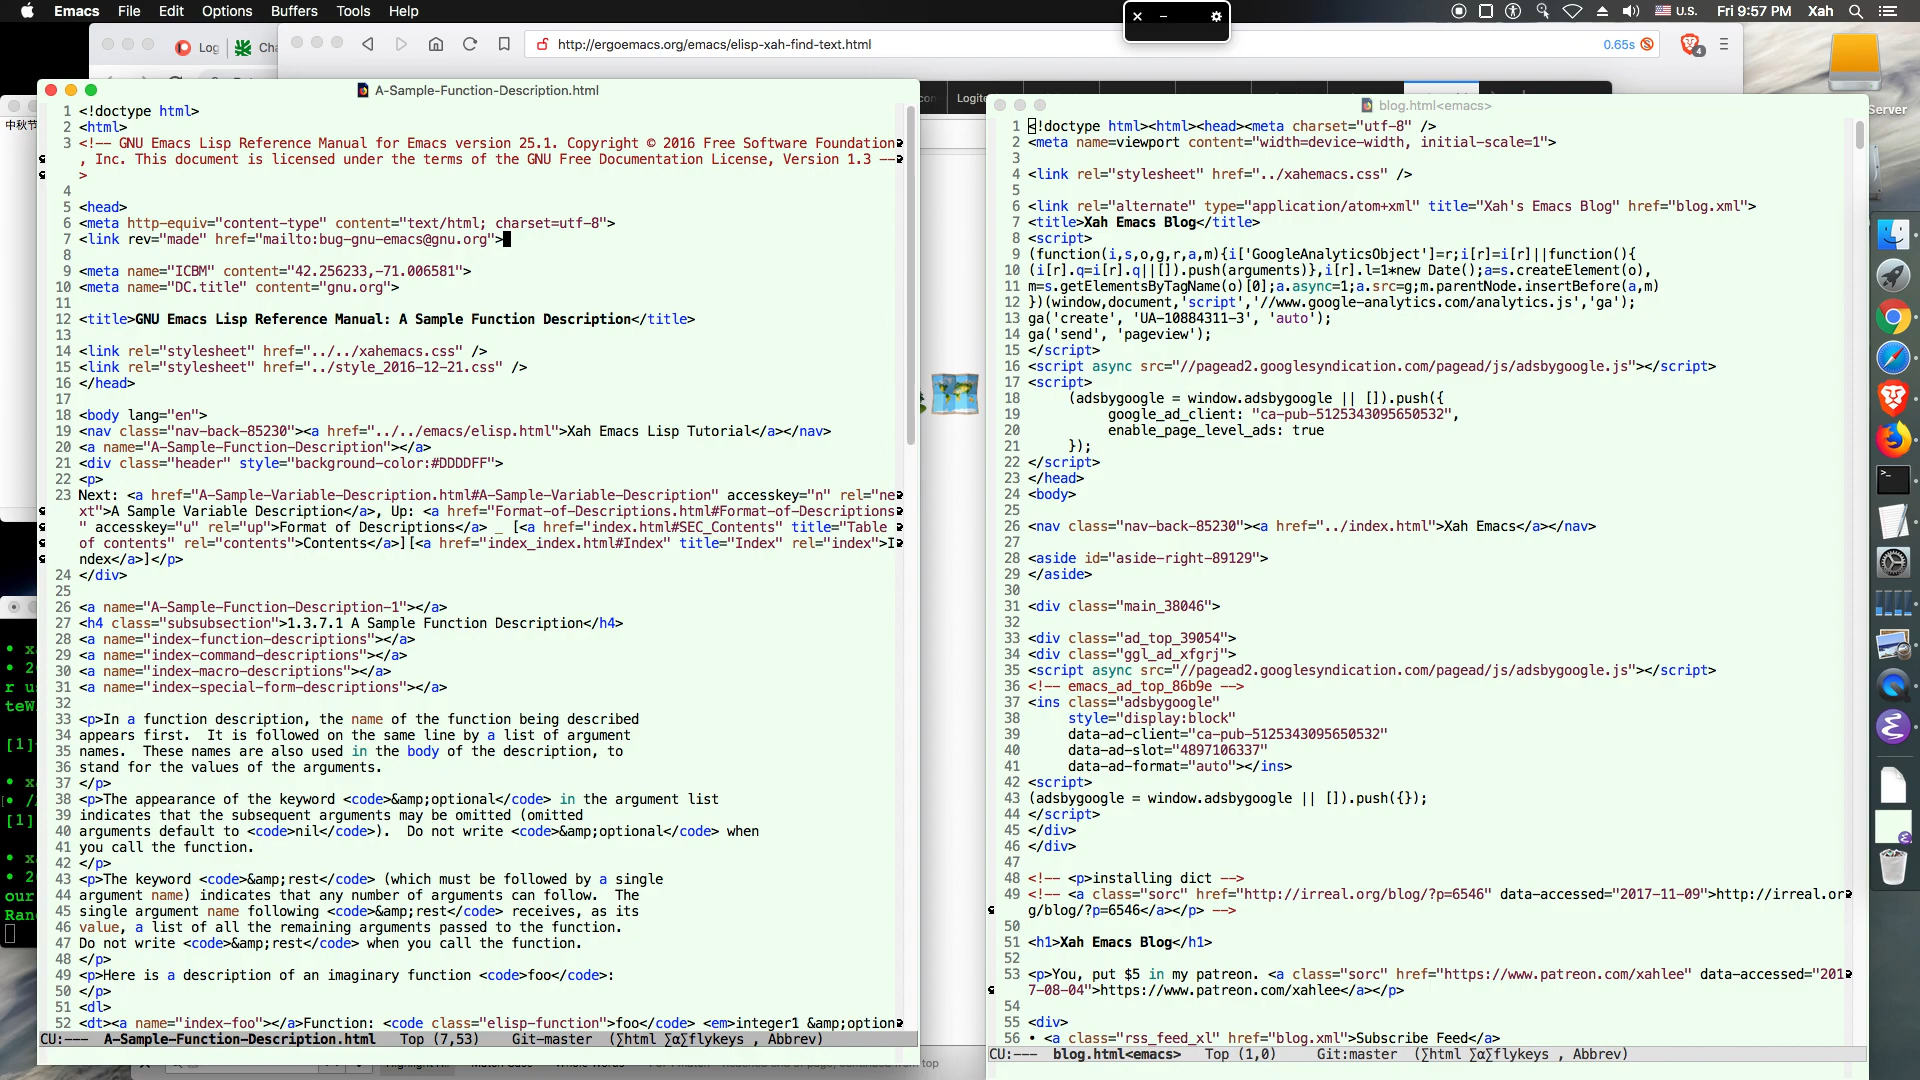 Emacs File Edit Options Buffers Tools Help
U.S. Fri 9:57 PM Xah
Log
http://ergoemacs.org/emacs/elisp-xah-find-text.html
0.65s
4
Logite
Server
中秋节
A-Sample-Function-Description.html
1 <!doctype html>
2 <html>
3 <!-- GNU Emacs Lisp Reference Manual for Emacs version 25.1. Copyright © 2016 Free Software Foundation
, Inc. This document is licensed under the terms of the GNU Free Documentation License, Version 1.3 --
>
4
5 <head>
6 <meta http-equiv="content-type" content="text/html; charset=utf-8">
7 <link rev="made" href="mailto:bug-gnu-emacs@gnu.org">
8
9 <meta name="ICBM" content="42.256233,-71.006581">
10 <meta name="DC.title" content="gnu.org">
11
12 <title>GNU Emacs Lisp Reference Manual: A Sample Function Description</title>
13
14 <link rel="stylesheet" href="../../xahemacs.css" />
15 <link rel="stylesheet" href="../style_2016-12-21.css" />
16 </head>
17
18 <body lang="en">
19 <nav class="nav-back-85230"><a href="../../emacs/elisp.html">Xah Emacs Lisp Tutorial</a></nav>
20 <a name="A-Sample-Function-Description"></a>
21 <div class="header" style="background-color:#DDDDFF">
22 <p>
23 Next: <a href="A-Sample-Variable-Description.html#A-Sample-Variable-Description" accesskey="n" rel="ne
xt">A Sample Variable Description</a>, Up: <a href="Format-of-Descriptions.html#Format-of-Descriptions
" accesskey="u" rel="up">Format of Descriptions</a> _ [<a href="index.html#SEC_Contents" title="Table
of contents" rel="contents">Contents</a>][<a href="index_index.html#Index" title="Index" rel="index">I
ndex</a>]</p>
24 </div>
25
26 <a name="A-Sample-Function-Description-1"></a>
27 <h4 class="subsubsection">1.3.7.1 A Sample Function Description</h4>
28 <a name="index-function-descriptions"></a>
29 <a name="index-command-descriptions"></a>
30 <a name="index-macro-descriptions"></a>
31 <a name="index-special-form-descriptions"></a>
32
33 <p>In a function description, the name of the function being described
34 appears first.  It is followed on the same line by a list of argument
35 names.  These names are also used in the body of the description, to
36 stand for the values of the arguments.
37 </p>
38 <p>The appearance of the keyword <code>&amp;optional</code> in the argument list
39 indicates that the subsequent arguments may be omitted (omitted
40 arguments default to <code>nil</code>).  Do not write <code>&amp;optional</code> when
41 you call the function.
42 </p>
43 <p>The keyword <code>&amp;rest</code> (which must be followed by a single
44 argument name) indicates that any number of arguments can follow.  The
45 single argument name following <code>&amp;rest</code> receives, as its
46 value, a list of all the remaining arguments passed to the function.
47 Do not write <code>&amp;rest</code> when you call the function.
48 </p>
49 <p>Here is a description of an imaginary function <code>foo</code>:
50 </p>
51 <dl>
52 <dt><a name="index-foo"></a>Function: <code class="elisp-function">foo</code> <em>integer1 &amp;option
CU:--- A-Sample-Function-Description.html Top (7,53) Git-master (∑html ∑α∑flykeys , Abbrev)
blog.html<emacs>
1 <!doctype html><html><head><meta charset="utf-8" />
2 <meta name=viewport content="width=device-width, initial-scale=1">
3
4 <link rel="stylesheet" href="../xahemacs.css" />
5
6 <link rel="alternate" type="application/atom+xml" title="Xah's Emacs Blog" href="blog.xml">
7 <title>Xah Emacs Blog</title>
8 <script>
9 (function(i,s,o,g,r,a,m){i['GoogleAnalyticsObject']=r;i[r]=i[r]||function(){
10 (i[r].q=i[r].q||[]).push(arguments)},i[r].l=1*new Date();a=s.createElement(o),
11 m=s.getElementsByTagName(o)[0];a.async=1;a.src=g;m.parentNode.insertBefore(a,m)
12 })(window,document,'script','//www.google-analytics.com/analytics.js','ga');
13 ga('create', 'UA-10884311-3', 'auto');
14 ga('send', 'pageview');
15 </script>
16 <script async src="//pagead2.googlesyndication.com/pagead/js/adsbygoogle.js"></script>
17 <script>
18 (adsbygoogle = window.adsbygoogle || []).push({
19 google_ad_client: "ca-pub-5125343095650532",
20 enable_page_level_ads: true
21 });
22 </script>
23 </head>
24 <body>
25
26 <nav class="nav-back-85230"><a href="../index.html">Xah Emacs</a></nav>
27
28 <aside id="aside-right-89129">
29 </aside>
30
31 <div class="main_38046">
32
33 <div class="ad_top_39054">
34 <div class="ggl_ad_xfgrj">
35 <script async src="//pagead2.googlesyndication.com/pagead/js/adsbygoogle.js"></script>
36 <!-- emacs_ad_top_86b9e -->
37 <ins class="adsbygoogle"
38 style="display:block"
39 data-ad-client="ca-pub-5125343095650532"
40 data-ad-slot="4897106337"
41 data-ad-format="auto"></ins>
42 <script>
43 (adsbygoogle = window.adsbygoogle || []).push({});
44 </script>
45 </div>
46 </div>
47
48 <!-- <p>installing dict -->
49 <!-- <a class="sorc" href="http://irreal.org/blog/?p=6546" data-accessed="2017-11-09">http://irreal.or
g/blog/?p=6546</a></p> -->
50
51 <h1>Xah Emacs Blog</h1>
52
53 <p>You, put $5 in my patreon. <a class="sorc" href="https://www.patreon.com/xahlee" data-accessed="201
7-08-04">https://www.patreon.com/xahlee</a></p>
54
55 <div>
56 • <a class="rss_feed_xl" href="blog.xml">Subscribe Feed</a>
CU:--- blog.html<emacs> Top (1,0) Git:master (∑html ∑α∑flykeys , Abbrev)